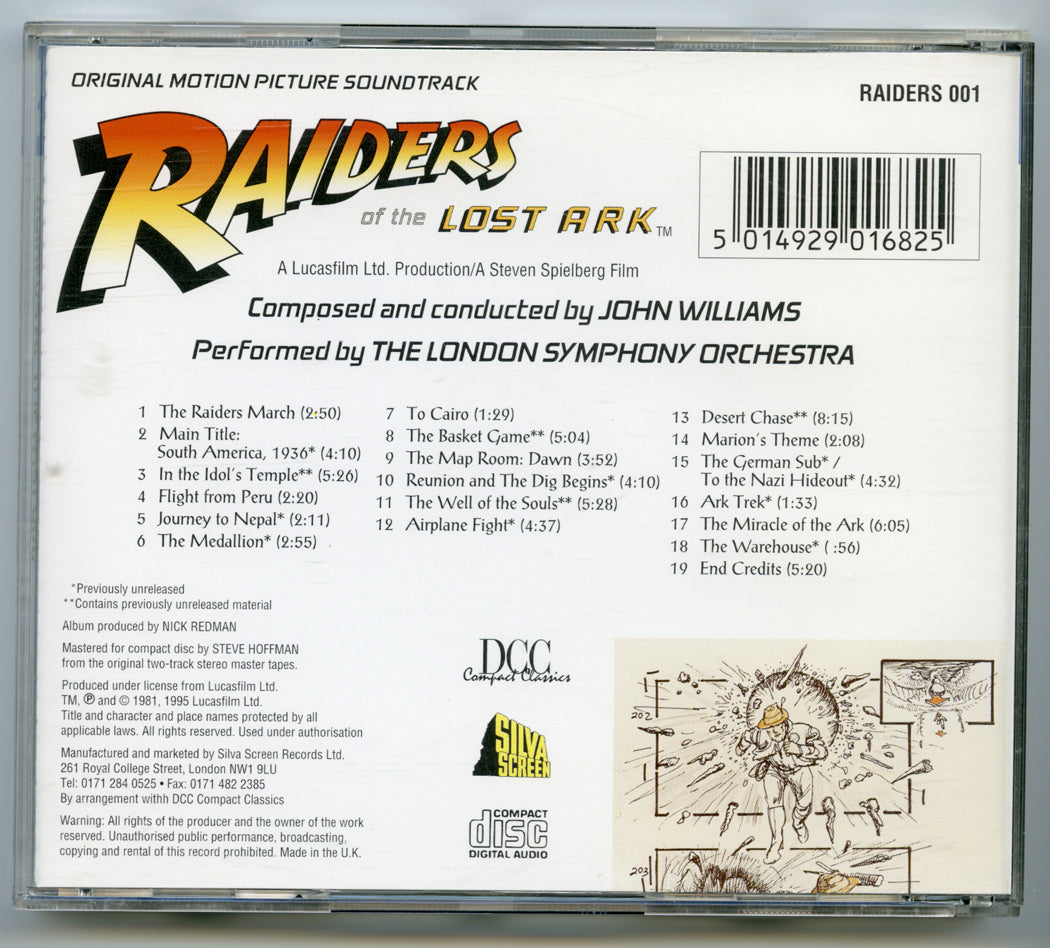 ORIGINAL MOTION PICTURE SOUNDTRACK
RAIDERS 001
RAIDERS
of the LOST ARK™
5 014929 016825
A Lucasfilm Ltd. Production/A Steven Spielberg Film
Composed and conducted by JOHN WILLIAMS
Performed by THE LONDON SYMPHONY ORCHESTRA
1 The Raiders March (2:50)
2 Main Title:
South America, 1936* (4:10)
3 In the Idol's Temple** (5:26)
4 Flight from Peru (2:20)
5 Journey to Nepal* (2:11)
6 The Medallion* (2:55)
7 To Cairo (1:29)
8 The Basket Game** (5:04)
9 The Map Room: Dawn (3:52)
10 Reunion and The Dig Begins* (4:10)
11 The Well of the Souls** (5:28)
12 Airplane Fight* (4:37)
13 Desert Chase** (8:15)
14 Marion's Theme (2:08)
15 The German Sub* /
To the Nazi Hideout* (4:32)
16 Ark Trek* (1:33)
17 The Miracle of the Ark (6:05)
18 The Warehouse* ( :56)
19 End Credits (5:20)
*Previously unreleased
**Contains previously unreleased material
Album produced by NICK REDMAN
Mastered for compact disc by STEVE HOFFMAN
from the original two-track stereo master tapes.
Produced under license from Lucasfilm Ltd.
TM, ℗ and © 1981, 1995 Lucasfilm Ltd.
Title and character and place names protected by all
applicable laws. All rights reserved. Used under authorisation
Manufactured and marketed by Silva Screen Records Ltd.
261 Royal College Street, London NW1 9LU
Tel: 0171 284 0525 • Fax: 0171 482 2385
By arrangement withh DCC Compact Classics
Warning: All rights of the producer and the owner of the work
reserved. Unauthorised public performance, broadcasting,
copying and rental of this record prohibited. Made in the U.K.
DCC
Compact Classics
SILVA
SCREEN
COMPACT
disc
DIGITAL AUDIO
202
203